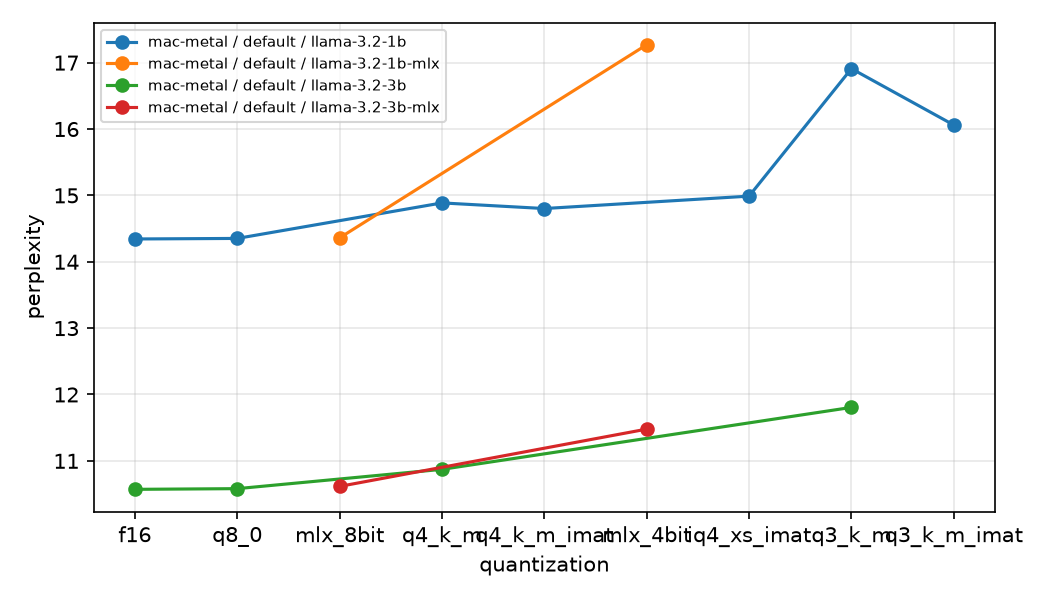 mac-metal / default / llama-3.2-1b
mac-metal / default / llama-3.2-1b-mlx
mac-metal / default / llama-3.2-3b
mac-metal / default / llama-3.2-3b-mlx
17
16
15
14
13
12
11
perplexity
f16 q8_0 mlx_8bit q4_k_m q4_k_m_imat mlx_4bit iq4_xs_imat q3_k_m q3_k_m_imat
quantization